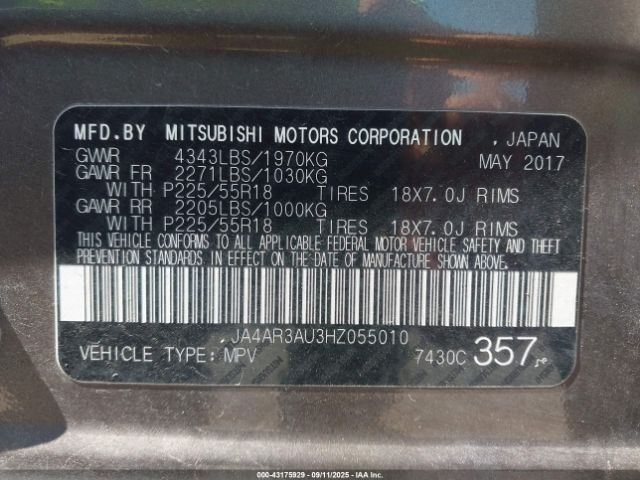 MFD.BY MITSUBISHI MOTORS CORPORATION , JAPAN
GVWR 4343LBS/1970KG MAY 2017
GAWR FR 2271LBS/1030KG
WITH P225/55R18 TIRES 18X7.0J RIMS
GAWR RR 2205LBS/1000KG
WITH P225/55R18 TIRES 18X7.0J RIMS
THIS VEHICLE CONFORMS TO ALL APPLICABLE FEDERAL MOTOR VEHICLE SAFETY AND THEFT
PREVENTION STANDARDS IN EFFECT ON THE DATE OF MANUFACTURE SHOWN ABOVE.
JA4AR3AU3HZ055010
VEHICLE TYPE: MPV 7430C 357
000-43175929 - 09/11/2025 - IAA Inc.